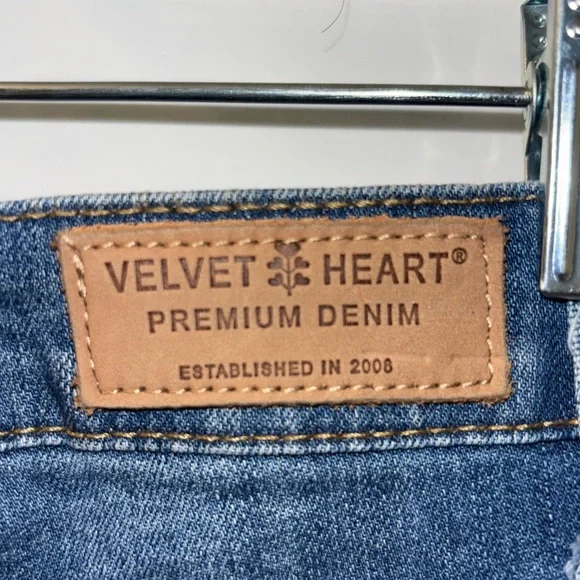 VELVET HEART®
PREMIUM DENIM
ESTABLISHED IN 2008